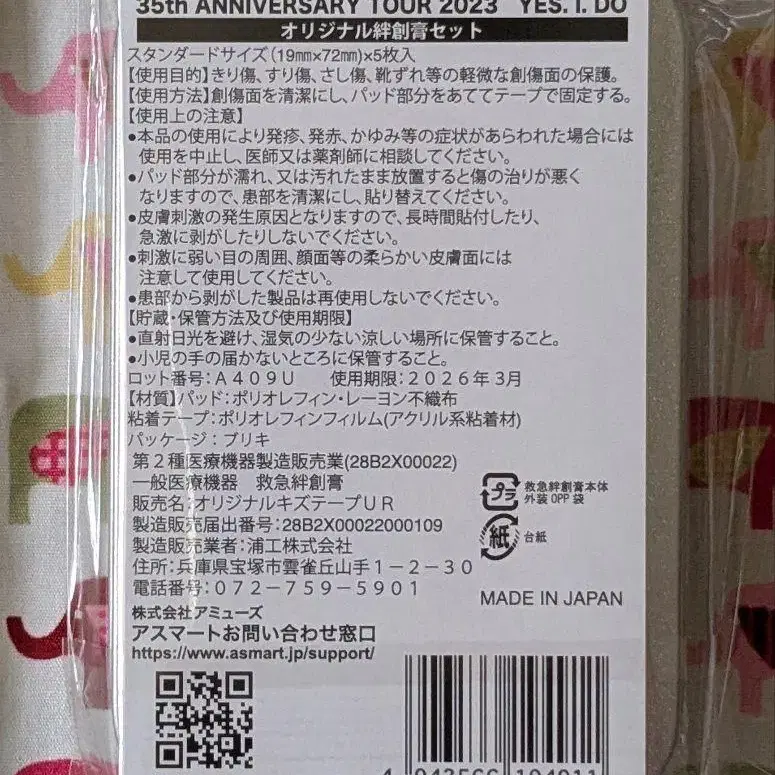 35th ANNIVERSARY TOUR 2023 YES. I. DO
オリジナル絆創膏セット
スタンダードサイズ(19㎜×72㎜)×5枚入
【使用目的】きり傷、すり傷、さし傷、靴ずれ等の軽微な創傷面の保護。
【使用方法】創傷面を清潔にし、パッド部分をあててテープで固定する。
【使用上の注意】
●本品の使用により発疹、発赤、かゆみ等の症状があらわれた場合には
使用を中止し、医師又は薬剤師に相談してください。
●パッド部分が濡れ、又は汚れたまま放置すると傷の治りが悪く
なりますので、患部を清潔にし、貼り替えてください。
●皮膚刺激の発生原因となりますので、長時間貼付したり、
急激に剥がしたりしないでください。
●刺激に弱い目の周囲、顔面等の柔らかい皮膚面には
注意して使用してください。
●患部から剥がした製品は再使用しないでください。
【貯蔵・保管方法及び使用期限】
●直射日光を避け、湿気の少ない涼しい場所に保管すること。
●小児の手の届かないところに保管すること。
ロット番号:A409U 使用期限:2026年3月
【材質】パッド:ポリオレフィン・レーヨン不織布
粘着テープ:ポリオレフィンフィルム(アクリル系粘着材)
パッケージ:ブリキ
第2種医療機器製造販売業(28B2X00022)
一般医療機器 救急絆創膏
販売名:オリジナルキズテープUR
製造販売届出番号:28B2X00022000109
製造販売業者:浦工株式会社
住所:兵庫県宝塚市雲雀丘山手1-2-30
電話番号:072-759-5901
プラ 救急絆創膏本体
外装OPP袋
紙 台紙
MADE IN JAPAN
株式会社アミューズ
アスマートお問い合わせ窓口
https://www.asmart.jp/support/